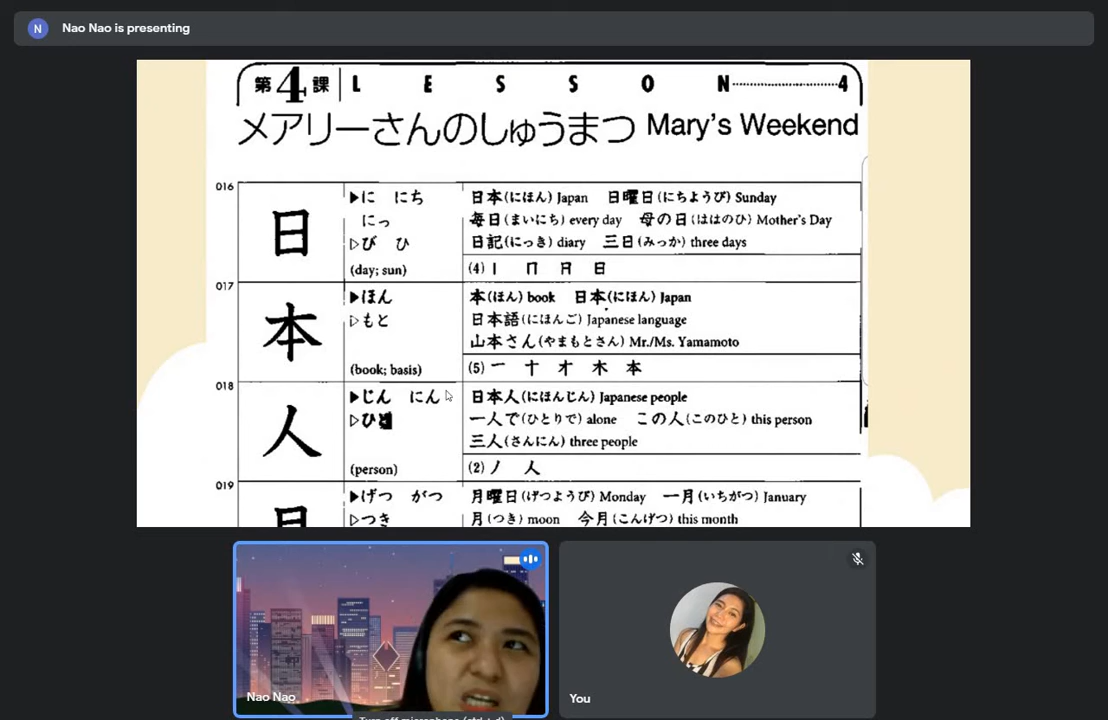 N Nao Nao is presenting
第4課 LESSON 4
メアリーさんのしゅうまつ Mary's Weekend
016
日
▶に にち
にっ
▷び ひ
(day; sun)
日本(にほん) Japan 日曜日(にちようび) Sunday
毎日(まいにち) every day 母の日(ははのひ) Mother's Day
日記(にっき) diary 三日(みっか) three days
(4) 丨 冂 日 日
017
本
▶ほん
▷もと
(book; basis)
本(ほん) book 日本(にほん) Japan
日本語(にほんご) Japanese language
山本さん(やまもとさん) Mr./Ms. Yamamoto
(5) 一 十 才 木 本
018
人
▶じん にん
▷ひと
(person)
日本人(にほんじん) Japanese people
一人で(ひとりで) alone この人(このひと) this person
三人(さんにん) three people
(2) ノ 人
019
月
▶げつ がつ
▷つき
月曜日(げつようび) Monday 一月(いちがつ) January
月(つき) moon 今月(こんげつ) this month
Nao Nao
You
Turn off microphone (ctrl + d)